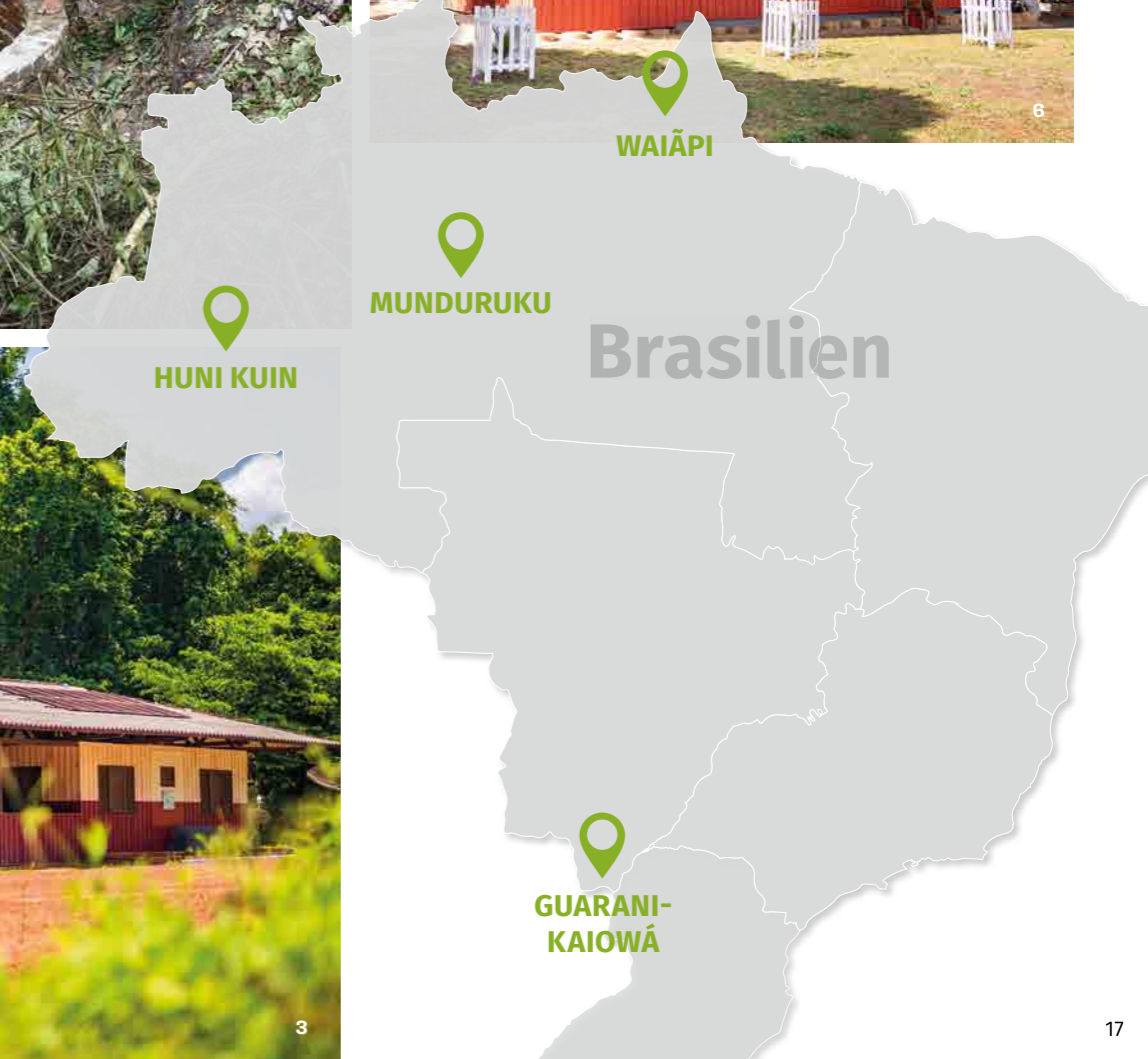 6
WAIÃPI
MUNDURUKU
Brasilien
HUNI KUIN
GUARANI-
KAIOWÁ
3
17